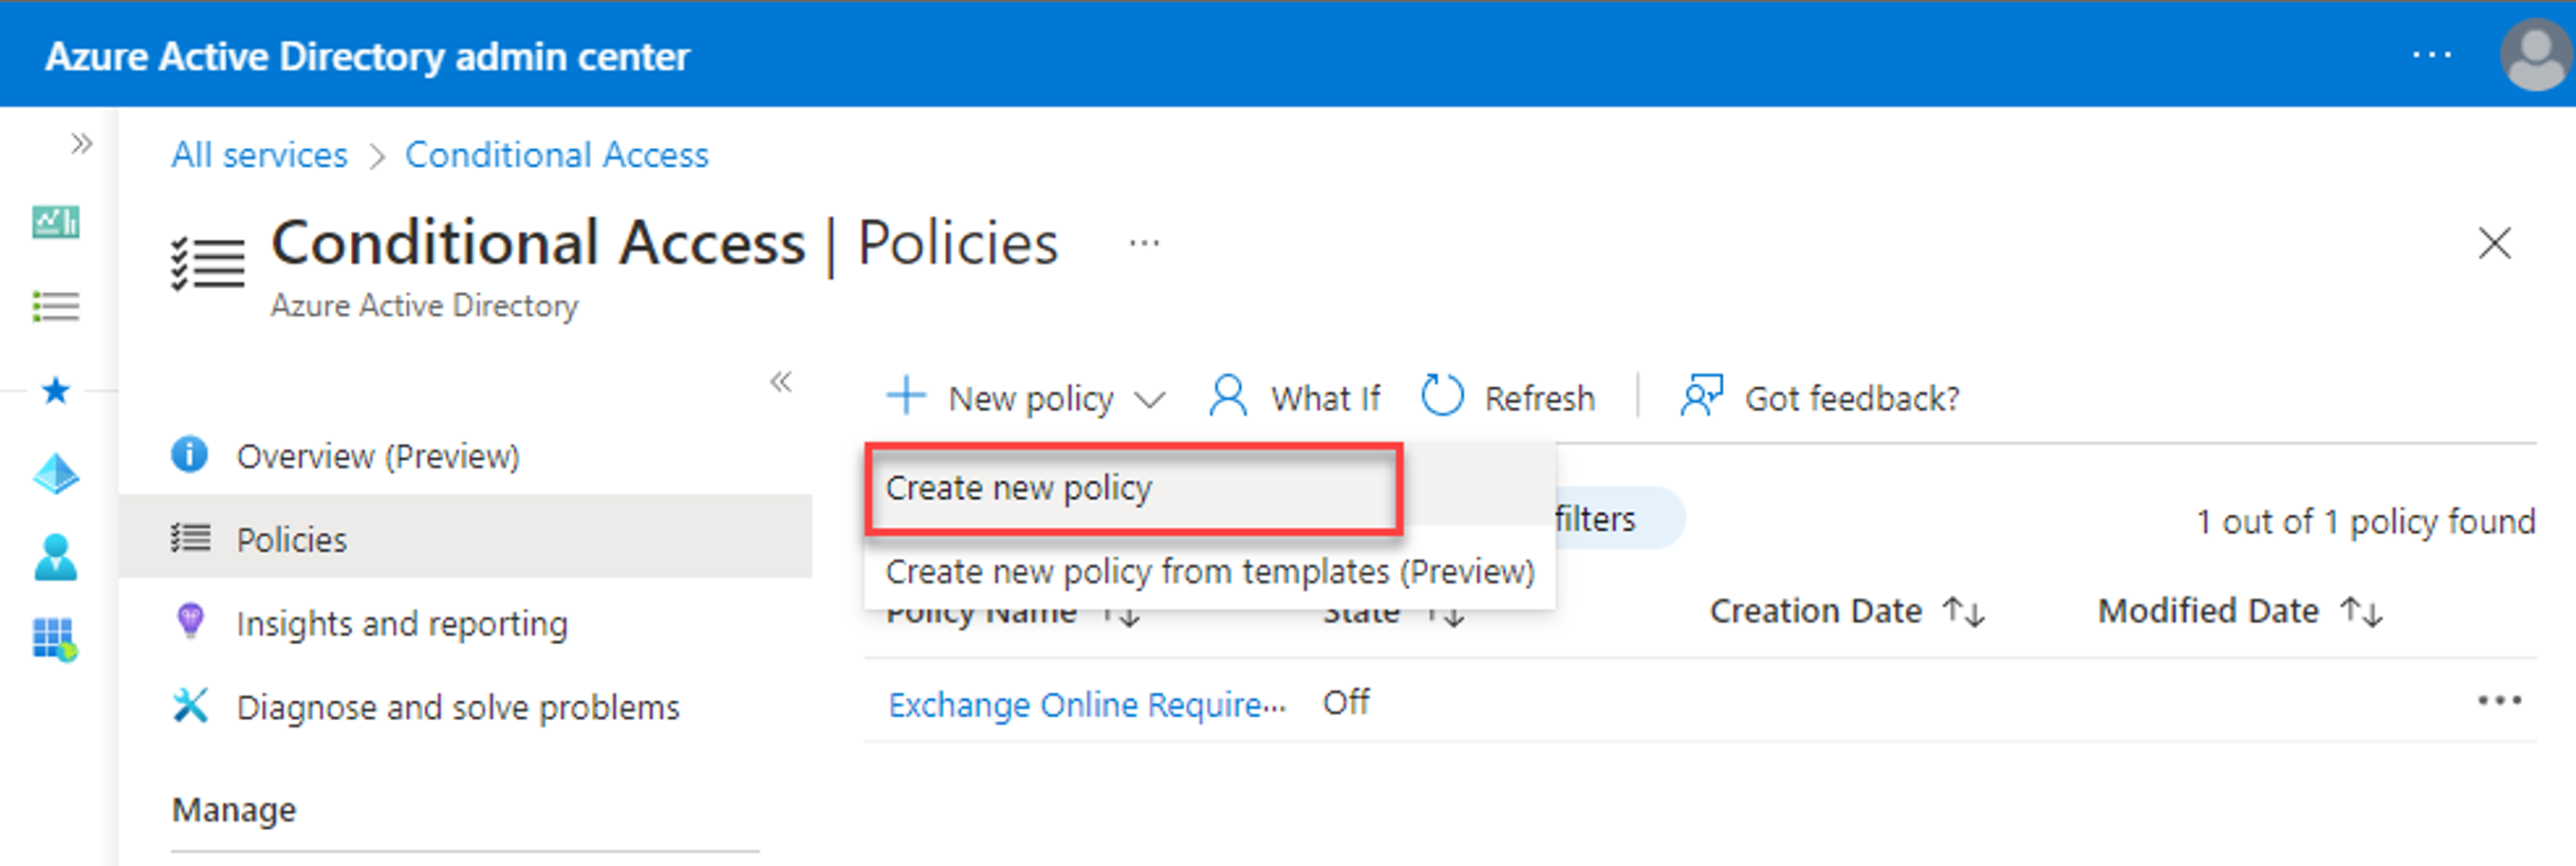 Azure Active Directory admin center
All services > Conditional Access
Conditional Access | Policies ...
Azure Active Directory
New policy
What If
Refresh
Got feedback?
Overview (Preview)
Policies
Insights and reporting
Diagnose and solve problems
Manage
Create new policy
Create new policy from templates (Preview)
filters
1 out of 1 policy found
Policy Name
State
Creation Date
Modified Date
Exchange Online Require...
Off